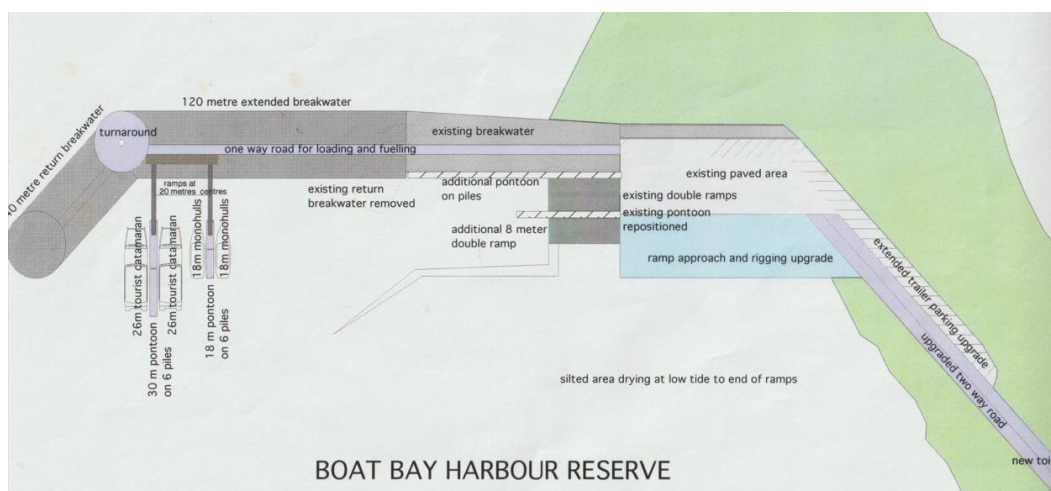 120 metre extended breakwater
40 metre return breakwater
turnaround
existing breakwater
one way road for loading and fuelling
existing paved area
ramps at
20 metres centres
existing return
breakwater removed
additional pontoon
on piles
existing double ramps
existing pontoon
repositioned
additional 8 meter
double ramp
ramp approach and rigging upgrade
extended trailer parking upgrade
upgraded two way road
26m tourist catamaran
26m tourist catamaran
18m monohulls
18m monohulls
30 m pontoon
on 6 piles
18 m pontoon
on 6 piles
silted area drying at low tide to end of ramps
new toi
BOAT BAY HARBOUR RESERVE